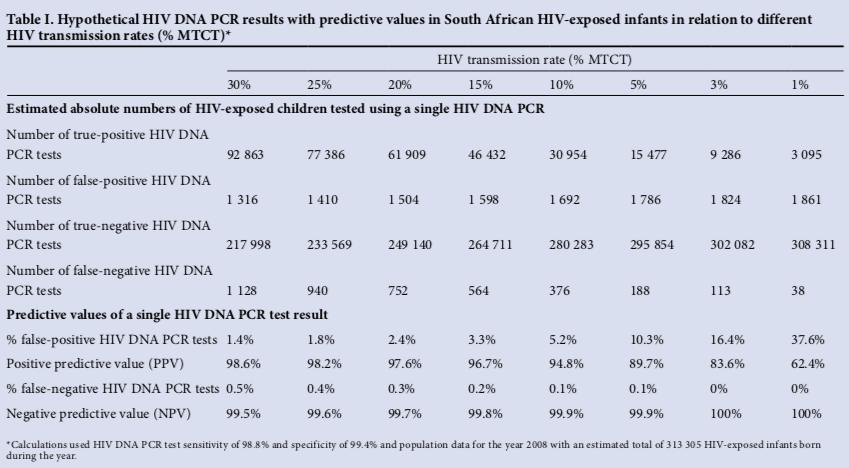 Table I. Hypothetical HIV DNA PCR results with predictive values in South African HIV-exposed infants in relation to different
HIV transmission rates (% MTCT)*
HIV transmission rate (% MTCT)
30% 25% 20% 15% 10% 5% 3% 1%
Estimated absolute numbers of HIV-exposed children tested using a single HIV DNA PCR
Number of true-positive HIV DNA
PCR tests 92 863 77 386 61 909 46 432 30 954 15 477 9 286 3 095
Number of false-positive HIV DNA
PCR tests 1 316 1 410 1 504 1 598 1 692 1 786 1 824 1 861
Number of true-negative HIV DNA
PCR tests 217 998 233 569 249 140 264 711 280 283 295 854 302 082 308 311
Number of false-negative HIV DNA
PCR tests 1 128 940 752 564 376 188 113 38
Predictive values of a single HIV DNA PCR test result
% false-positive HIV DNA PCR tests 1.4% 1.8% 2.4% 3.3% 5.2% 10.3% 16.4% 37.6%
Positive predictive value (PPV) 98.6% 98.2% 97.6% 96.7% 94.8% 89.7% 83.6% 62.4%
% false-negative HIV DNA PCR tests 0.5% 0.4% 0.3% 0.2% 0.1% 0.1% 0% 0%
Negative predictive value (NPV) 99.5% 99.6% 99.7% 99.8% 99.9% 99.9% 100% 100%
*Calculations used HIV DNA PCR test sensitivity of 98.8% and specificity of 99.4% and population data for the year 2008 with an estimated total of 313 305 HIV-exposed infants born
during the year.